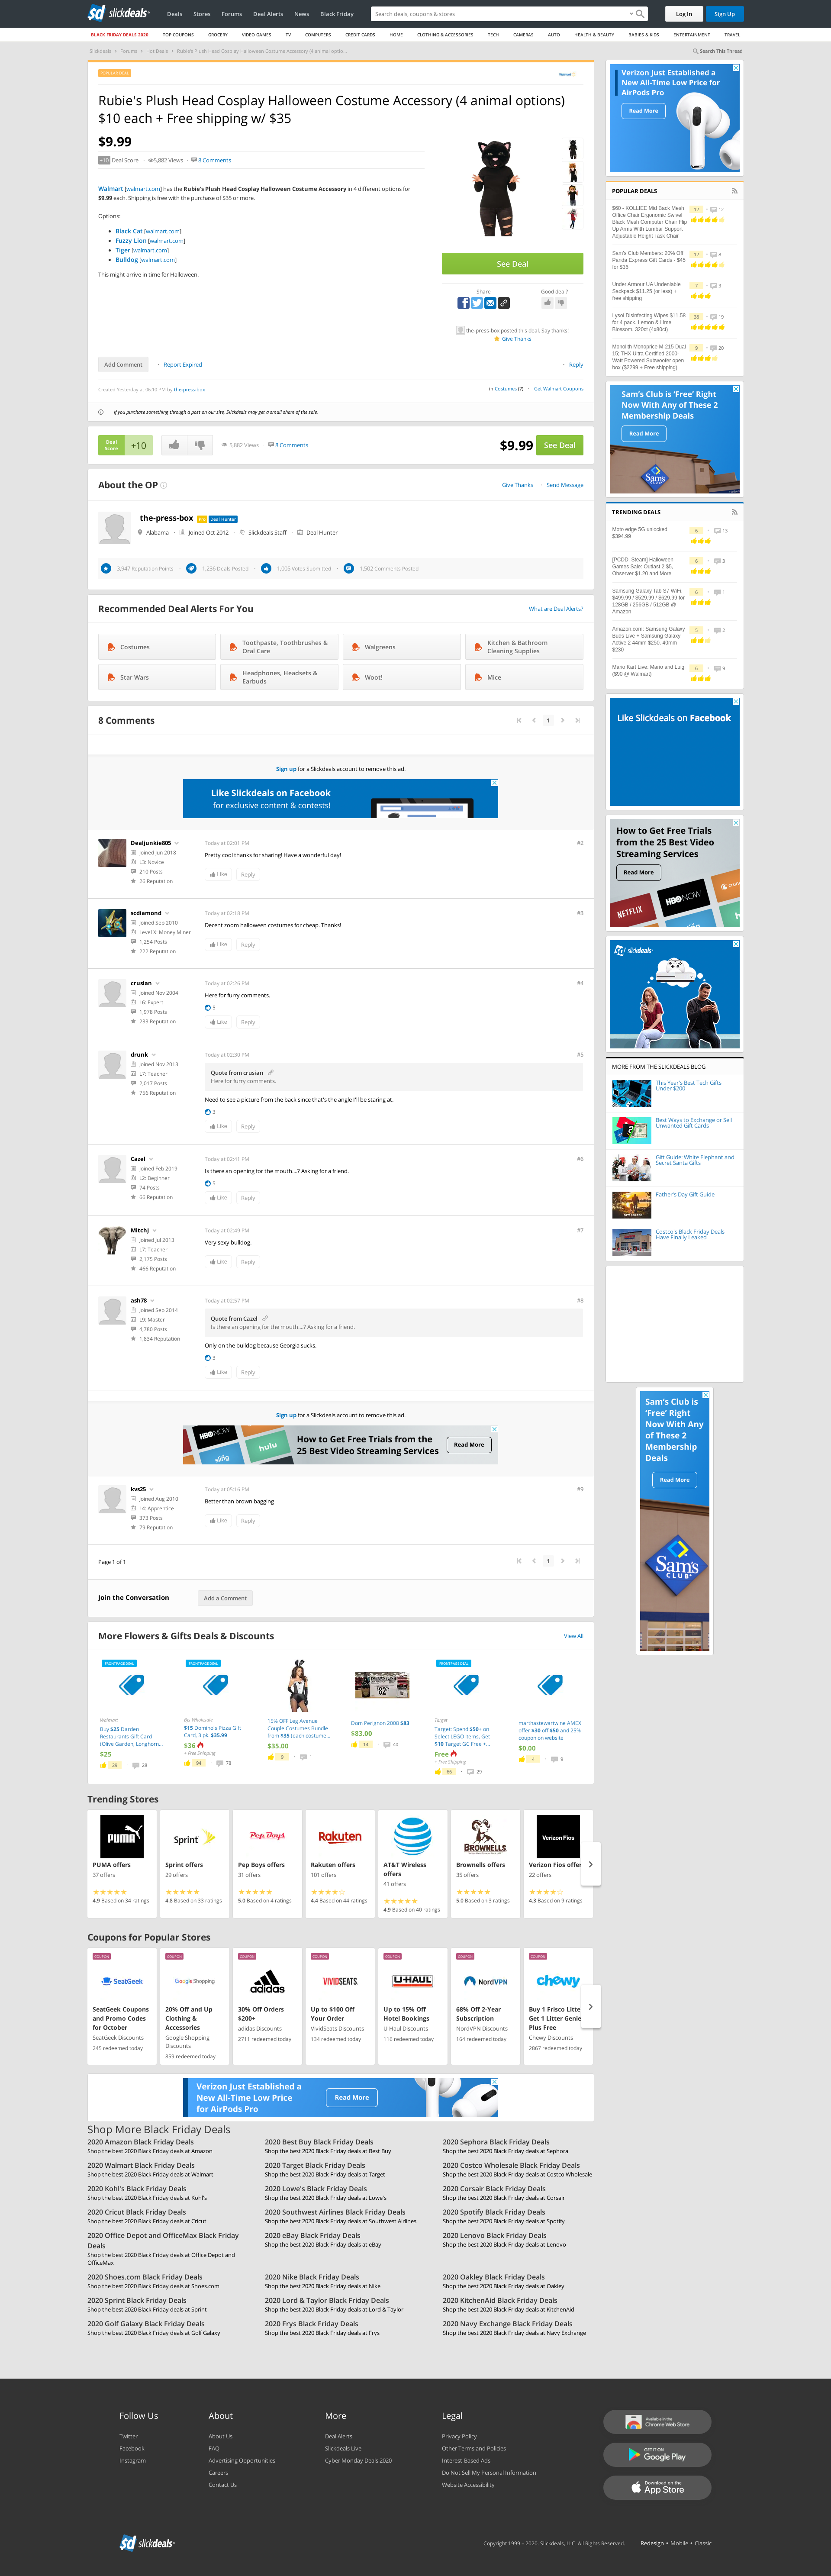 slickdeals
Deals Stores Forums Deal Alerts News Black Friday
Search deals, coupons & stores
Log In Sign Up
BLACK FRIDAY DEALS 2020 TOP COUPONS GROCERY VIDEO GAMES TV COMPUTERS CREDIT CARDS HOME CLOTHING & ACCESSORIES TECH CAMERAS AUTO HEALTH & BEAUTY BABIES & KIDS ENTERTAINMENT TRAVEL
Slickdeals > Forums > Hot Deals > Rubie's Plush Head Cosplay Halloween Costume Accessory (4 animal optio...
Search This Thread
Rubie's Plush Head Cosplay Halloween Costume Accessory (4 animal options)
$10 each + Free shipping w/ $35
$9.99
+10 Deal Score 5,882 Views 8 Comments
Walmart [walmart.com] has the Rubie's Plush Head Cosplay Halloween Costume Accessory in 4 different options for
$9.99 each. Shipping is free with the purchase of $35 or more.
Options:
Black Cat [walmart.com]
Fuzzy Lion [walmart.com]
Tiger [walmart.com]
Bulldog [walmart.com]
This might arrive in time for Halloween.
See Deal
Share Good deal?
the-press-box posted this deal. Say thanks!
Give Thanks
Add Comment Report Expired Reply
Created Yesterday at 06:10 PM by the-press-box
in Costumes (7) Get Walmart Coupons
If you purchase something through a post on our site, Slickdeals may get a small share of the sale.
Deal Score +10 5,882 Views 8 Comments $9.99 See Deal
About the OP
Give Thanks Send Message
the-press-box Pro Deal Hunter
Alabama Joined Oct 2012 Slickdeals Staff Deal Hunter
3,947 Reputation Points 1,236 Deals Posted 1,005 Votes Submitted 1,502 Comments Posted
Recommended Deal Alerts For You
What are Deal Alerts?
Costumes
Toothpaste, Toothbrushes & Oral Care
Walgreens
Kitchen & Bathroom Cleaning Supplies
Star Wars
Headphones, Headsets & Earbuds
Woot!
Mice
8 Comments
1
Sign up for a Slickdeals account to remove this ad.
Like Slickdeals on Facebook
for exclusive content & contests!
Dealjunkie805
Joined Jun 2018
L3: Novice
210 Posts
26 Reputation
Today at 02:01 PM #2
Pretty cool thanks for sharing! Have a wonderful day!
Like Reply
scdiamond
Joined Sep 2010
Level X: Money Miner
1,254 Posts
222 Reputation
Today at 02:18 PM #3
Decent zoom halloween costumes for cheap. Thanks!
Like Reply
crusian
Joined Nov 2004
L6: Expert
1,978 Posts
233 Reputation
Today at 02:26 PM #4
Here for furry comments.
5
Like Reply
drunk
Joined Nov 2013
L7: Teacher
2,017 Posts
756 Reputation
Today at 02:30 PM #5
Quote from crusian
Here for furry comments.
Need to see a picture from the back since that's the angle I'll be staring at.
3
Like Reply
Cazel
Joined Feb 2019
L2: Beginner
74 Posts
66 Reputation
Today at 02:41 PM #6
Is there an opening for the mouth....? Asking for a friend.
5
Like Reply
MitchJ
Joined Jul 2013
L7: Teacher
2,175 Posts
466 Reputation
Today at 02:49 PM #7
Very sexy bulldog.
Like Reply
ash78
Joined Sep 2014
L9: Master
4,780 Posts
1,834 Reputation
Today at 02:57 PM #8
Quote from Cazel
Is there an opening for the mouth....? Asking for a friend.
Only on the bulldog because Georgia sucks.
3
Like Reply
Sign up for a Slickdeals account to remove this ad.
HBO NOW sling hulu
How to Get Free Trials from the
25 Best Video Streaming Services
Read More
kvs25
Joined Aug 2010
L4: Apprentice
373 Posts
79 Reputation
Today at 05:16 PM #9
Better than brown bagging
Like Reply
Page 1 of 1
1
Join the Conversation Add a Comment
More Flowers & Gifts Deals & Discounts
View All
FRONTPAGE DEAL
Walmart
Buy $25 Darden
Restaurants Gift Card
(Olive Garden, Longhorn...
$25
29 28
FRONTPAGE DEAL
BJs Wholesale
$15 Domino's Pizza Gift
Card, 3 pk. $35.99
$36
+ Free Shipping
94 78
15% OFF Leg Avenue
Couple Costumes Bundle
from $35 (each costume...
$35.00
9 1
Dom Perignon 2008 $83
$83.00
14 40
FRONTPAGE DEAL
Target
Target: Spend $50+ on
Select LEGO Items, Get
$10 Target GC Free +...
Free
+ Free Shipping
66 29
marthastewartwine AMEX
offer $30 off $50 and 25%
coupon on website
$0.00
4 9
Trending Stores
PUMA offers
37 offers
4.9 Based on 34 ratings
Sprint offers
29 offers
4.8 Based on 33 ratings
Pep Boys offers
31 offers
5.0 Based on 4 ratings
Rakuten offers
101 offers
4.4 Based on 44 ratings
AT&T Wireless offers
41 offers
4.9 Based on 40 ratings
Brownells offers
35 offers
5.0 Based on 3 ratings
Verizon Fios offers
22 offers
4.3 Based on 9 ratings
Coupons for Popular Stores
COUPON
SeatGeek
SeatGeek Coupons
and Promo Codes
for October
SeatGeek Discounts
245 redeemed today
COUPON
Google Shopping
20% Off and Up
Clothing &
Accessories
Google Shopping
Discounts
859 redeemed today
COUPON
adidas
30% Off Orders
$200+
adidas Discounts
2711 redeemed today
COUPON
VIVIDSEATS
Up to $100 Off
Your Order
VividSeats Discounts
134 redeemed today
COUPON
U-HAUL
Up to 15% Off
Hotel Bookings
U-Haul Discounts
116 redeemed today
COUPON
NordVPN
68% Off 2-Year
Subscription
NordVPN Discounts
164 redeemed today
COUPON
chewy
Buy 1 Frisco Litter
Get 1 Litter Genie
Plus Free
Chewy Discounts
2867 redeemed today
Verizon Just Established a
New All-Time Low Price
for AirPods Pro
Read More
Shop More Black Friday Deals
2020 Amazon Black Friday Deals
Shop the best 2020 Black Friday deals at Amazon
2020 Best Buy Black Friday Deals
Shop the best 2020 Black Friday deals at Best Buy
2020 Sephora Black Friday Deals
Shop the best 2020 Black Friday deals at Sephora
2020 Walmart Black Friday Deals
Shop the best 2020 Black Friday deals at Walmart
2020 Target Black Friday Deals
Shop the best 2020 Black Friday deals at Target
2020 Costco Wholesale Black Friday Deals
Shop the best 2020 Black Friday deals at Costco Wholesale
2020 Kohl's Black Friday Deals
Shop the best 2020 Black Friday deals at Kohl's
2020 Lowe's Black Friday Deals
Shop the best 2020 Black Friday deals at Lowe's
2020 Corsair Black Friday Deals
Shop the best 2020 Black Friday deals at Corsair
2020 Cricut Black Friday Deals
Shop the best 2020 Black Friday deals at Cricut
2020 Southwest Airlines Black Friday Deals
Shop the best 2020 Black Friday deals at Southwest Airlines
2020 Spotify Black Friday Deals
Shop the best 2020 Black Friday deals at Spotify
2020 Office Depot and OfficeMax Black Friday
Deals
Shop the best 2020 Black Friday deals at Office Depot and
OfficeMax
2020 eBay Black Friday Deals
Shop the best 2020 Black Friday deals at eBay
2020 Lenovo Black Friday Deals
Shop the best 2020 Black Friday deals at Lenovo
2020 Shoes.com Black Friday Deals
Shop the best 2020 Black Friday deals at Shoes.com
2020 Nike Black Friday Deals
Shop the best 2020 Black Friday deals at Nike
2020 Oakley Black Friday Deals
Shop the best 2020 Black Friday deals at Oakley
2020 Sprint Black Friday Deals
Shop the best 2020 Black Friday deals at Sprint
2020 Lord & Taylor Black Friday Deals
Shop the best 2020 Black Friday deals at Lord & Taylor
2020 KitchenAid Black Friday Deals
Shop the best 2020 Black Friday deals at KitchenAid
2020 Golf Galaxy Black Friday Deals
Shop the best 2020 Black Friday deals at Golf Galaxy
2020 Frys Black Friday Deals
Shop the best 2020 Black Friday deals at Frys
2020 Navy Exchange Black Friday Deals
Shop the best 2020 Black Friday deals at Navy Exchange
Verizon Just Established a
New All-Time Low Price for
AirPods Pro
Read More
POPULAR DEALS
$60 - KOLLIEE Mid Back Mesh
Office Chair Ergonomic Swivel
Black Mesh Computer Chair Flip
Up Arms With Lumbar Support
Adjustable Height Task Chair
12 12
Sam's Club Members: 20% Off
Panda Express Gift Cards - $45
for $36
12 8
Under Armour UA Undeniable
Sackpack $11.25 (or less) +
free shipping
7 3
Lysol Disinfecting Wipes $11.58
for 4 pack. Lemon & Lime
Blossom, 320ct (4x80ct)
38 19
Monolith Monoprice M-215 Dual
15; THX Ultra Certified 2000-
Watt Powered Subwoofer open
box ($2299 + Free shipping)
9 20
Sam's Club is 'Free' Right
Now With Any of These 2
Membership Deals
Read More
Sam's CLUB
TRENDING DEALS
Moto edge 5G unlocked
$394.99
6 13
[PCDD, Steam] Halloween
Games Sale: Outlast 2 $5,
Observer $1.20 and More
6 3
Samsung Galaxy Tab S7 WiFi,
$499.99 / $529.99 / $629.99 for
128GB / 256GB / 512GB @
Amazon
6 1
Amazon.com: Samsung Galaxy
Buds Live + Samsung Galaxy
Active 2 44mm $250. 40mm
$230
5 2
Mario Kart Live: Mario and Luigi
($90 @ Walmart)
6 9
Like Slickdeals on Facebook
How to Get Free Trials
from the 25 Best Video
Streaming Services
Read More
NETFLIX HBO NOW
slickdeals
MORE FROM THE SLICKDEALS BLOG
This Year's Best Tech Gifts
Under $200
Best Ways to Exchange or Sell
Unwanted Gift Cards
Gift Guide: White Elephant and
Secret Santa Gifts
Father's Day Gift Guide
Costco's Black Friday Deals
Have Finally Leaked
Sam's Club is
'Free' Right
Now With Any
of These 2
Membership
Deals
Read More
Sam's CLUB
Follow Us
Twitter
Facebook
Instagram
About
About Us
FAQ
Advertising Opportunities
Careers
Contact Us
More
Deal Alerts
Slickdeals Live
Cyber Monday Deals 2020
Legal
Privacy Policy
Other Terms and Policies
Interest-Based Ads
Do Not Sell My Personal Information
Website Accessibility
Available in the
Chrome Web Store
GET IT ON
Google Play
Download on the
App Store
slickdeals
Copyright 1999 – 2020. Slickdeals, LLC. All Rights Reserved. Redesign • Mobile • Classic